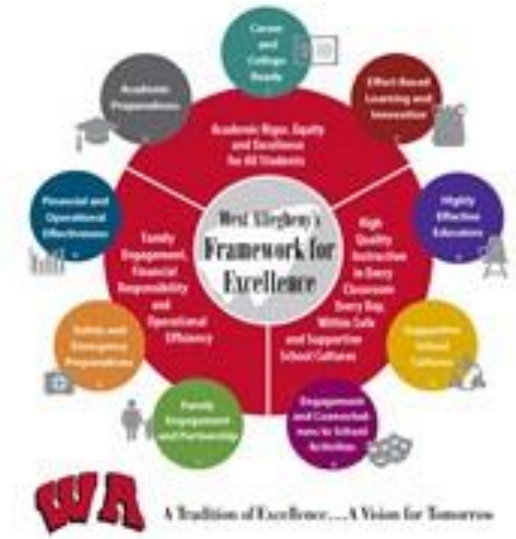 Career
and
College
Ready
Academic
Preparedness
Effort-Based
Learning and
Innovation
Academic Rigor, Equity
and Excellence
for All Students
Financial and
Operational
Effectiveness
Highly
Effective
Educators
West Allegheny's
Framework for
Excellence
Family
Engagement,
Financial
Responsibility
and
Operational
Efficiency
High
Quality
Instruction
in Every
Classroom
Every Day,
Within Safe
and Supportive
School Cultures
Safety and
Emergency
Preparedness
Supportive
School
Cultures
Family
Engagement
and Partnership
Engagement
and Connected-
ness to School
Activities
WA
A Tradition of Excellence....A Vision for Tomorrow